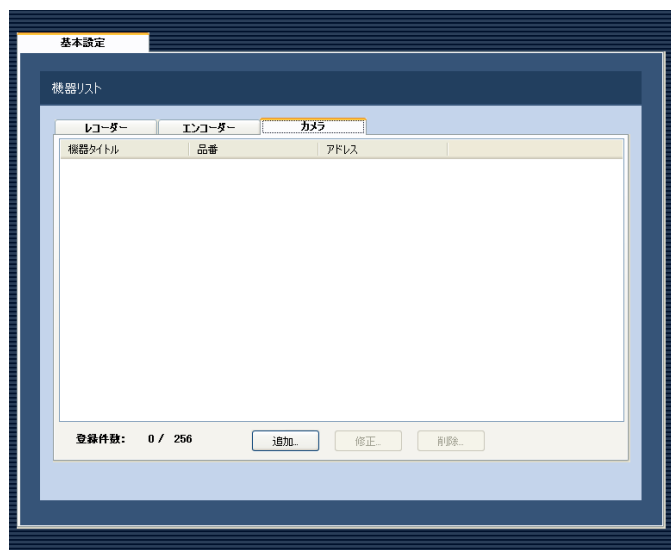 基本設定
機器リスト
レコーダー エンコーダー カメラ
機器タイトル 品番 アドレス
登録件数: 0 / 256 追加... 修正... 削除...